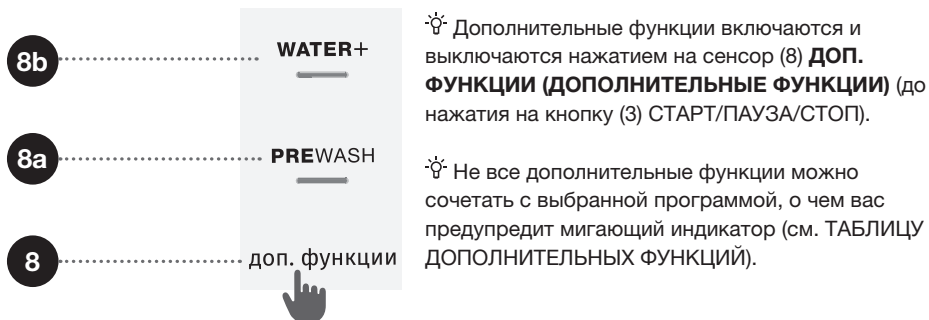 8b
WATER+
8a
PREWASH
8
доп. функции
Дополнительные функции включаются и
выключаются нажатием на сенсор (8) ДОП.
ФУНКЦИИ (ДОПОЛНИТЕЛЬНЫЕ ФУНКЦИИ) (до
нажатия на кнопку (3) СТАРТ/ПАУЗА/СТОП).
Не все дополнительные функции можно
сочетать с выбранной программой, о чем вас
предупредит мигающий индикатор (см. ТАБЛИЦУ
ДОПОЛНИТЕЛЬНЫХ ФУНКЦИЙ).